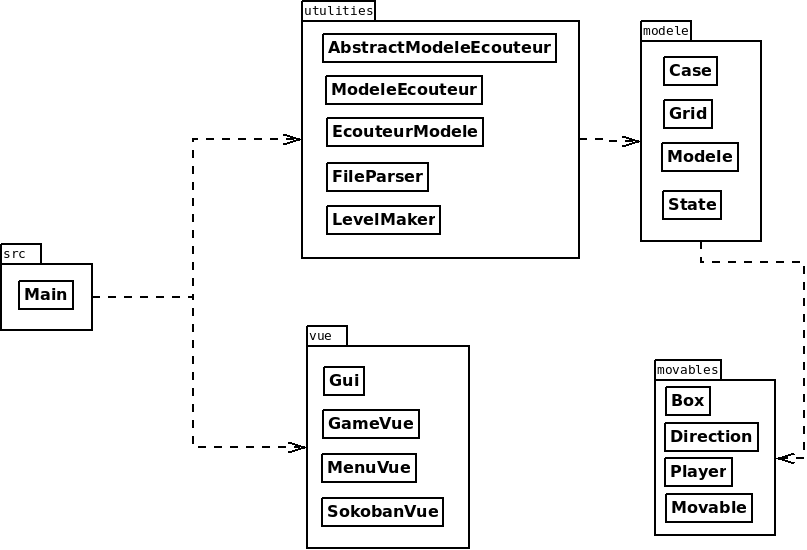 utulities
AbstractModeleEcouteur
ModeleEcouteur
EcouteurModele
FileParser
LevelMaker
modele
Case
Grid
Modele
State
src
Main
vue
Gui
GameVue
MenuVue
SokobanVue
movables
Box
Direction
Player
Movable